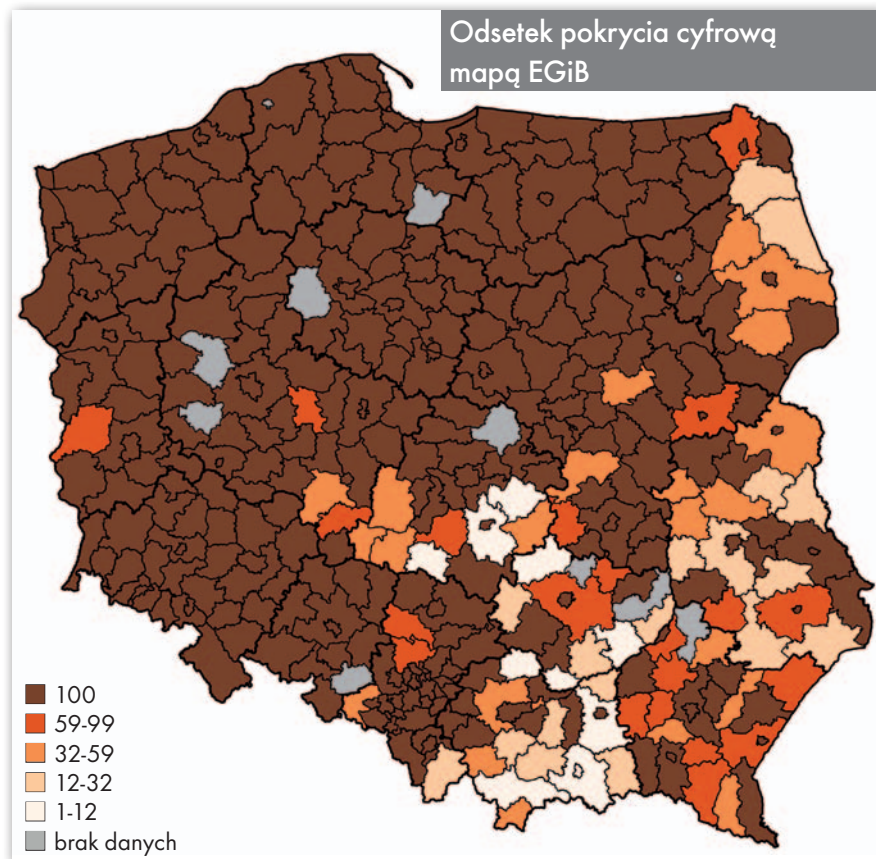 Odsetek pokrycia cyfrową
mapą EGiB
100
59-99
32-59
12-32
1-12
brak danych